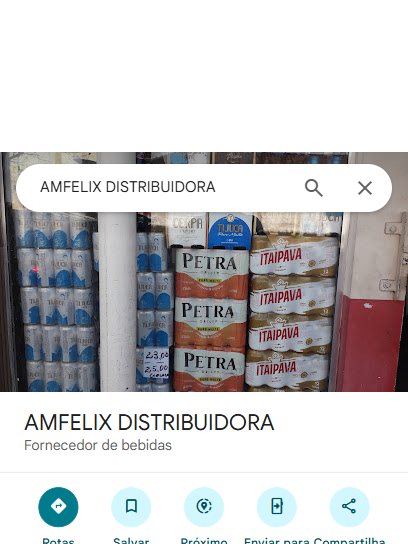 AMFELIX DISTRIBUIDORA
CERPA
EXPORT
TIJUCA
PETRA
ITAIPAVA
ITAIPAVA
PETRA
ITAIPAVA
PETRA
ITAIPAVA
23,00
25,00
AMFELIX DISTRIBUIDORA
Fornecedor de bebidas
Rotas
Salvar
Próximo
Enviar para
Compartilha